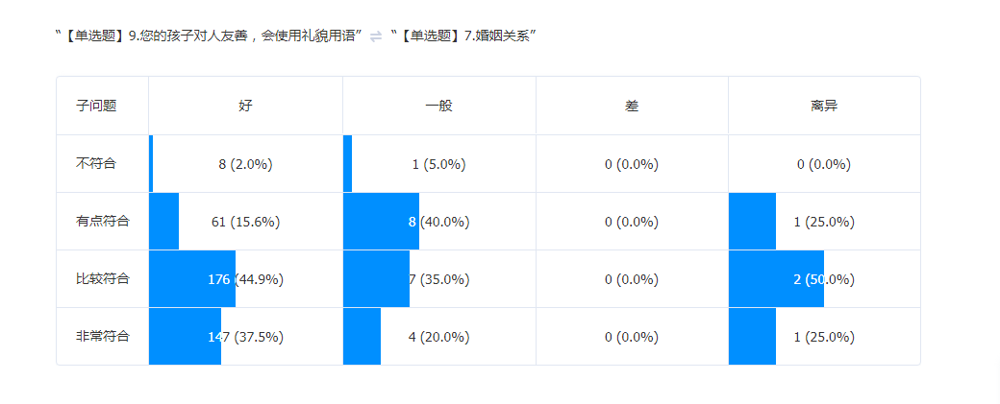 “【单选题】9.您的孩子对人友善，会使用礼貌用语” ⇌ “【单选题】7.婚姻关系”
子问题 好 一般 差 离异
不符合 8 (2.0%) 1 (5.0%) 0 (0.0%) 0 (0.0%)
有点符合 61 (15.6%) 8 (40.0%) 0 (0.0%) 1 (25.0%)
比较符合 176 (44.9%) 7 (35.0%) 0 (0.0%) 2 (50.0%)
非常符合 147 (37.5%) 4 (20.0%) 0 (0.0%) 1 (25.0%)